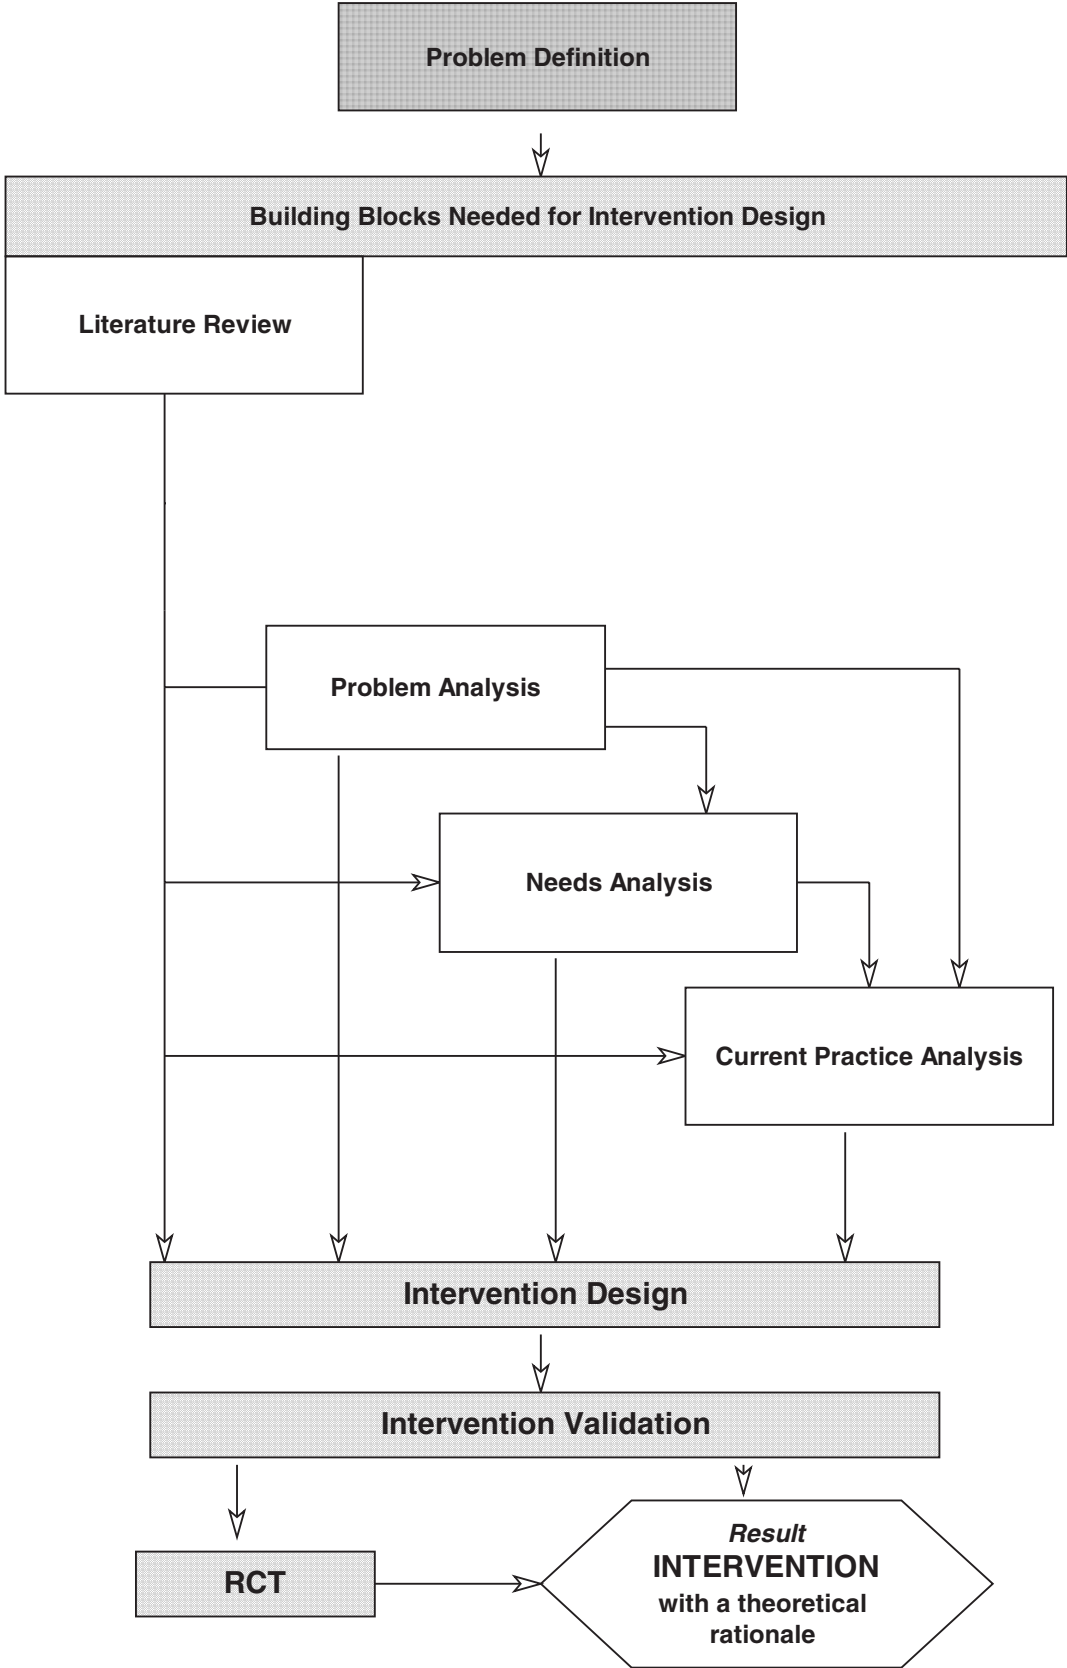 Problem Definition
Building Blocks Needed for Intervention Design
Literature Review
Problem Analysis
Needs Analysis
Current Practice Analysis
Intervention Design
Intervention Validation
RCT
Result
INTERVENTION
with a theoretical
rationale